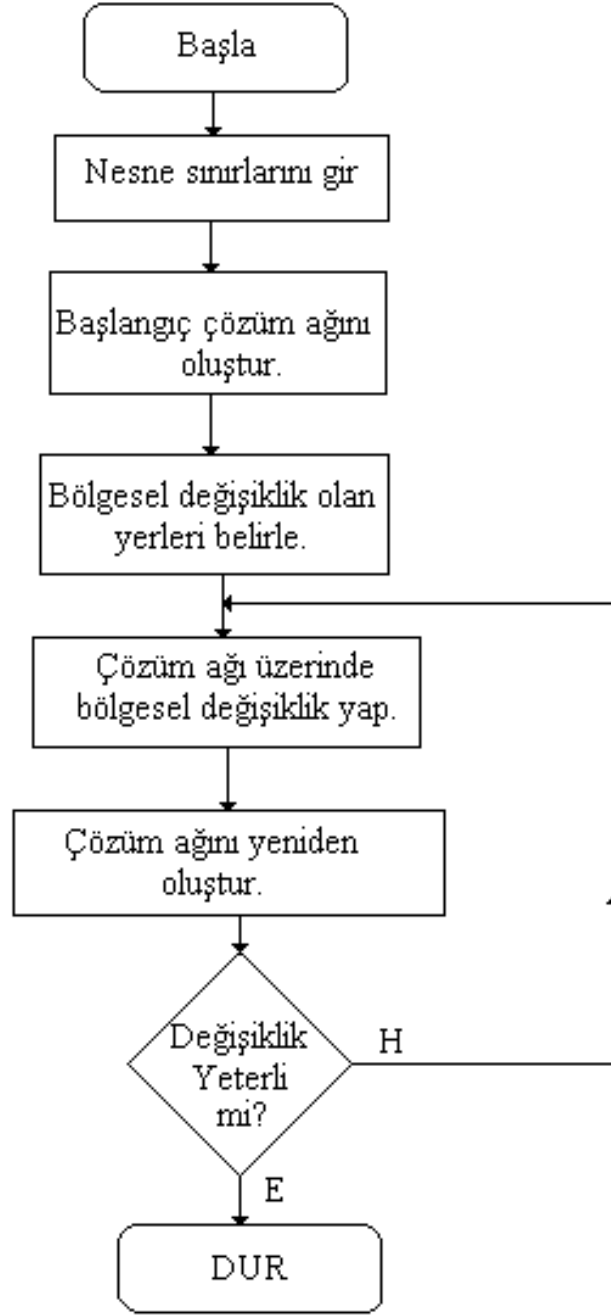 Başla
Nesne sınırlarını gir
Başlangıç çözüm ağını
oluştur.
Bölgesel değişiklik olan
yerleri belirle.
Çözüm ağı üzerinde
bölgesel değişiklik yap.
Çözüm ağını yeniden
oluştur.
Değişiklik
Yeterli
mi?
H
E
DUR